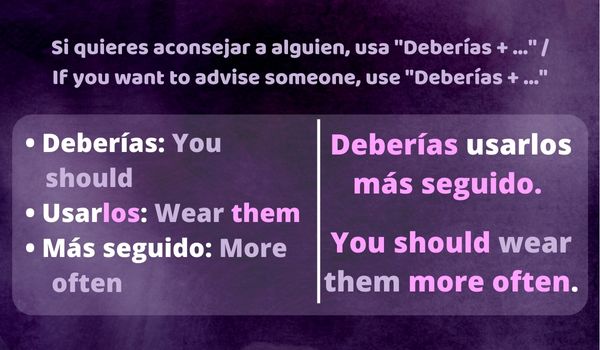 Si quieres aconsejar a alguien, usa "Deberías + ..." /
If you want to advise someone, use "Deberías + ..."
• Deberías: You
should
• Usarlos: Wear them
• Más seguido: More
often
Deberías usarlos
más seguido.
You should wear
them more often.